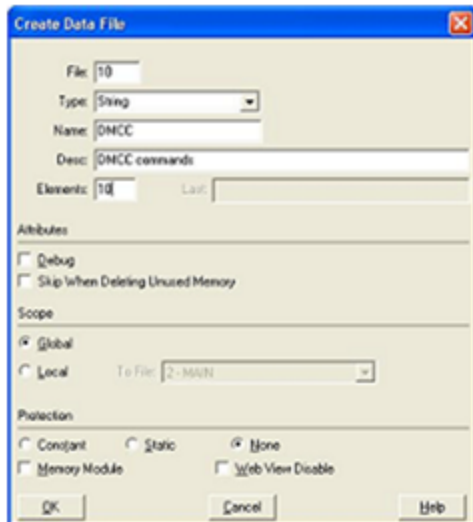 Create Data File
File: 10
Type: String
Name: DMCC
Desc: DMCC commands
Elements: 10 Last:
Attributes
Debug
Skip When Deleting Unused Memory
Scope
Global
Local To File: 2 - MAIN
Protection
Constant Static None
Memory Module Web View Disable
OK Cancel Help